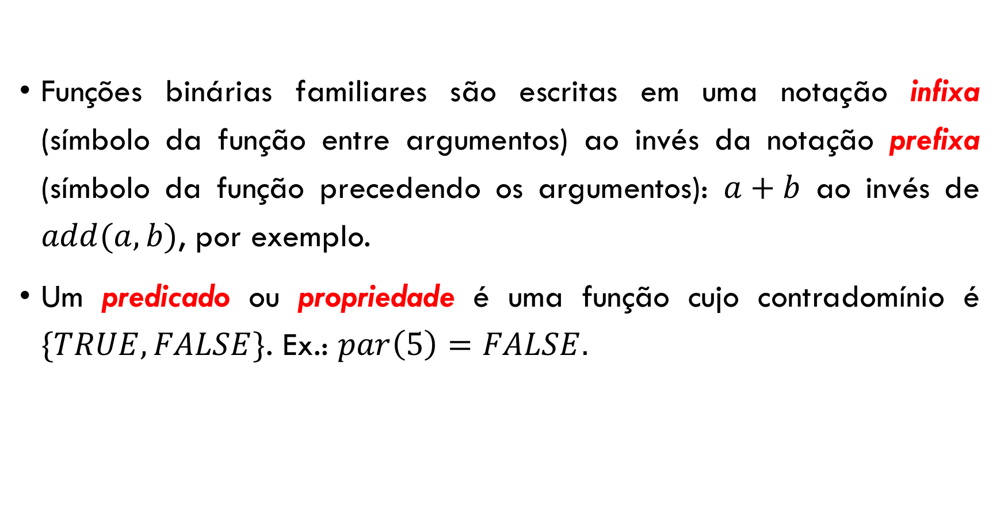 • Funções binárias familiares são escritas em uma notação infixa
(símbolo da função entre argumentos) ao invés da notação prefixa
(símbolo da função precedendo os argumentos): a + b ao invés de
add(a, b), por exemplo.
• Um predicado ou propriedade é uma função cujo contradomínio é
{TRUE, FALSE}. Ex.: par(5) = FALSE.